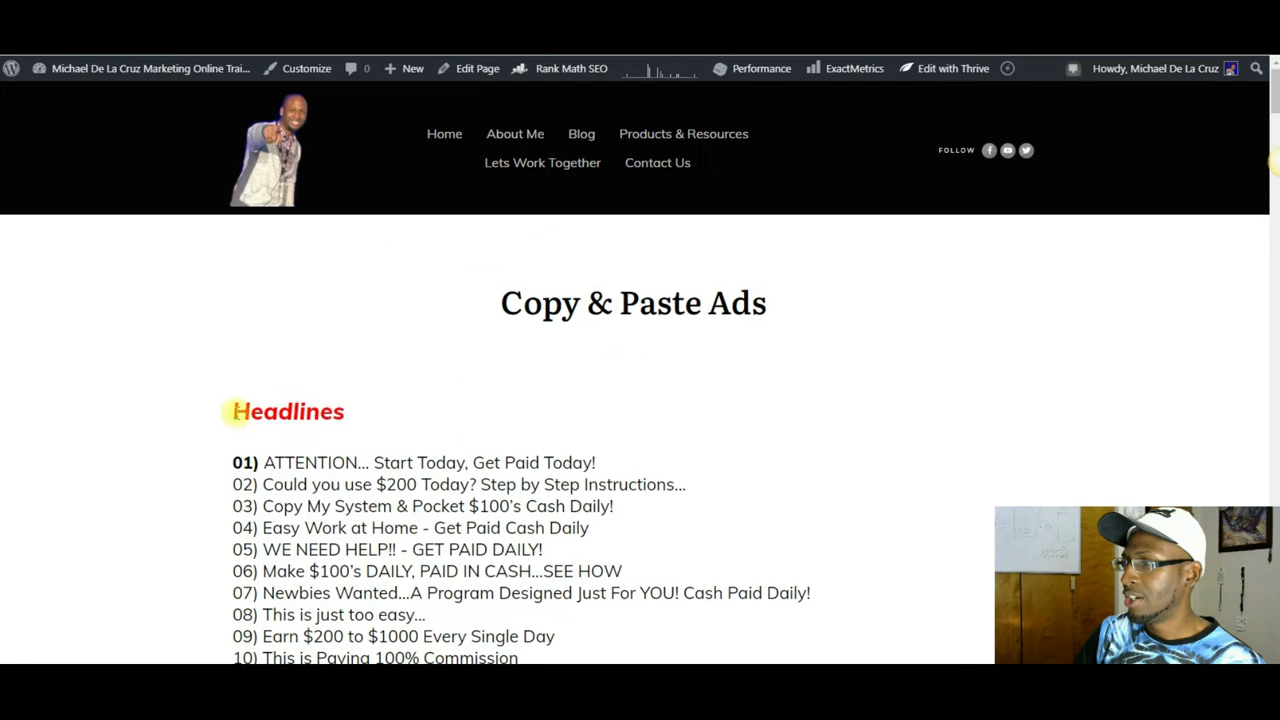 Michael De La Cruz Marketing Online Trai... Customize 0 New Edit Page Rank Math SEO Performance ExactMetrics Edit with Thrive Howdy, Michael De La Cruz
Home About Me Blog Products & Resources
Lets Work Together Contact Us
FOLLOW
Copy & Paste Ads
Headlines
01) ATTENTION... Start Today, Get Paid Today!
02) Could you use $200 Today? Step by Step Instructions...
03) Copy My System & Pocket $100's Cash Daily!
04) Easy Work at Home - Get Paid Cash Daily
05) WE NEED HELP!! - GET PAID DAILY!
06) Make $100's DAILY, PAID IN CASH...SEE HOW
07) Newbies Wanted...A Program Designed Just For YOU! Cash Paid Daily!
08) This is just too easy...
09) Earn $200 to $1000 Every Single Day
10) This is Paying 100% Commission